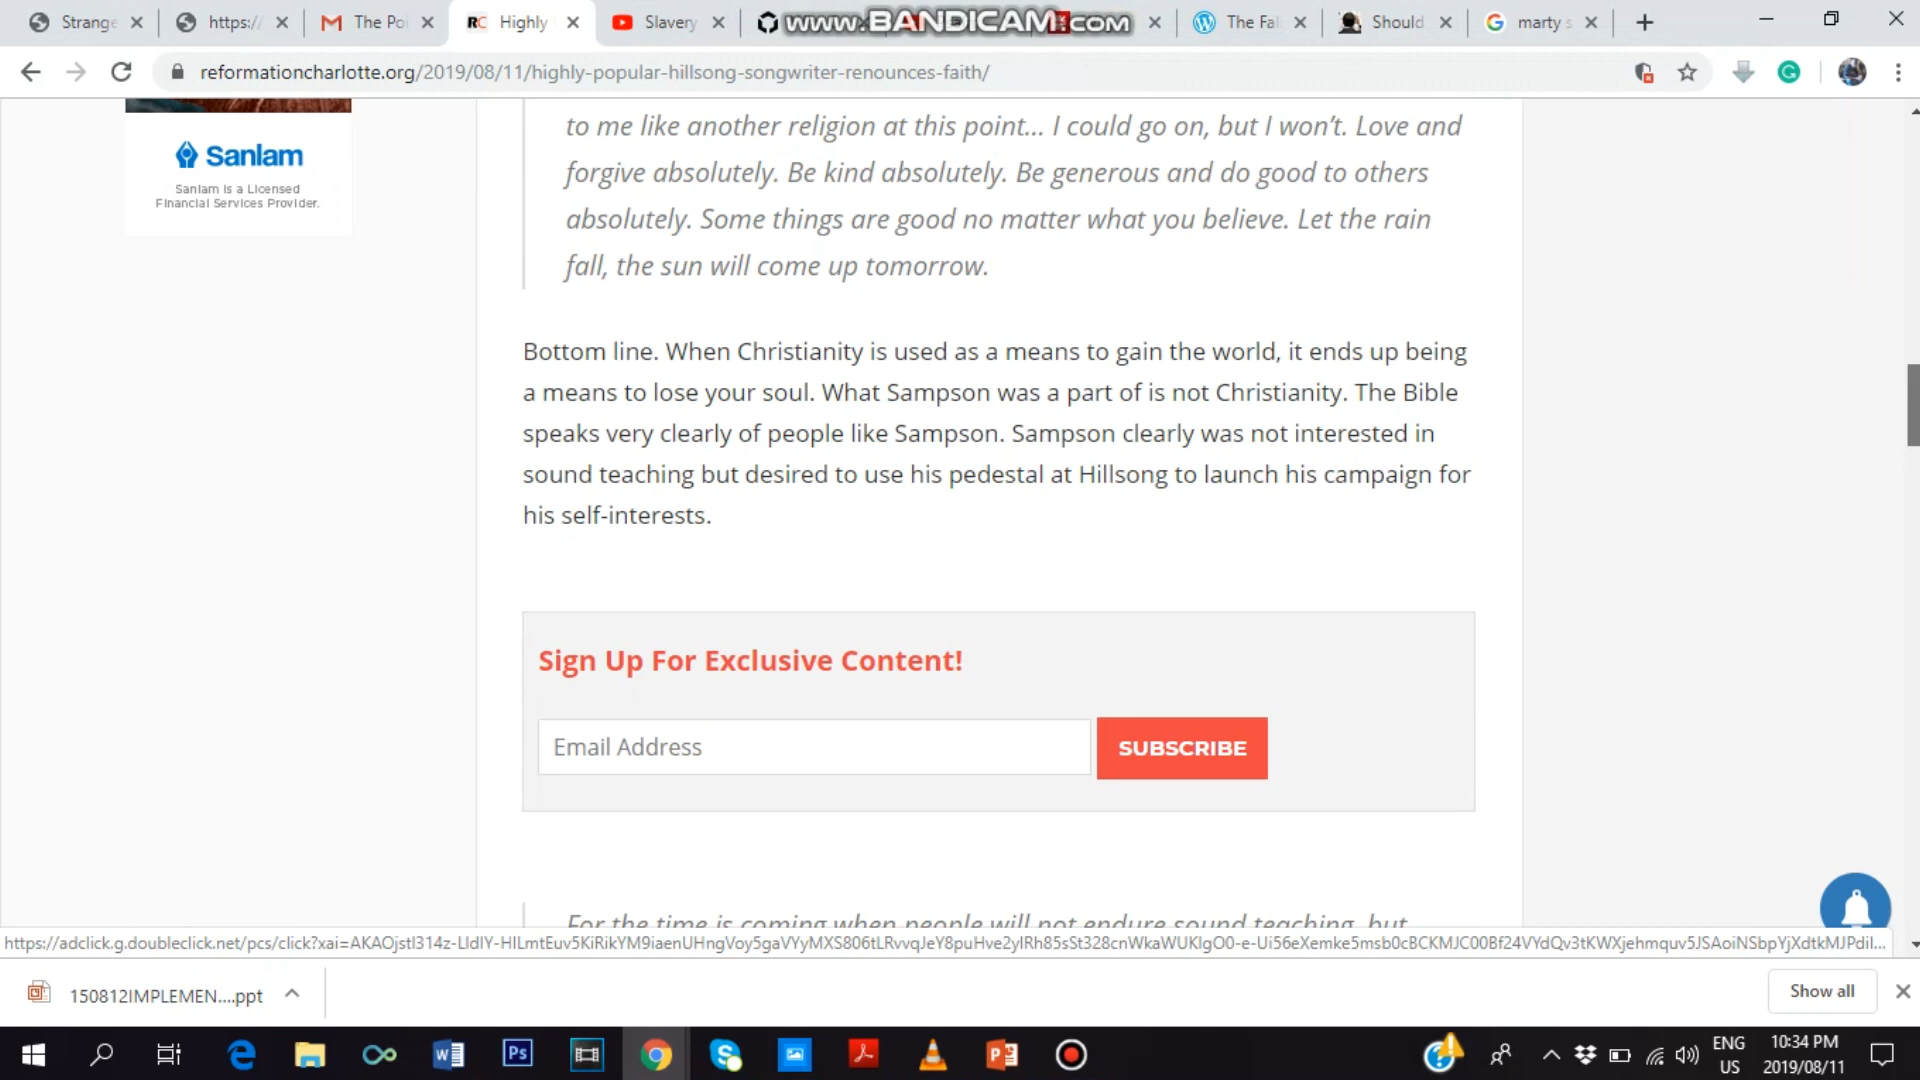 Strange
https:/
The Poi
RC Highly
Slavery
www.BANDICAM.com
The Fal
Should
marty s
reformationcharlotte.org/2019/08/11/highly-popular-hillsong-songwriter-renounces-faith/
Sanlam
Sanlam is a Licensed
Financial Services Provider.
to me like another religion at this point… I could go on, but I won't. Love and
forgive absolutely. Be kind absolutely. Be generous and do good to others
absolutely. Some things are good no matter what you believe. Let the rain
fall, the sun will come up tomorrow.
Bottom line. When Christianity is used as a means to gain the world, it ends up being
a means to lose your soul. What Sampson was a part of is not Christianity. The Bible
speaks very clearly of people like Sampson. Sampson clearly was not interested in
sound teaching but desired to use his pedestal at Hillsong to launch his campaign for
his self-interests.
Sign Up For Exclusive Content!
Email Address
SUBSCRIBE
For the time is coming when people will not endure sound teaching, but
150812IMPLEMEN....ppt
Show all
ENG
US
10:34 PM
2019/08/11